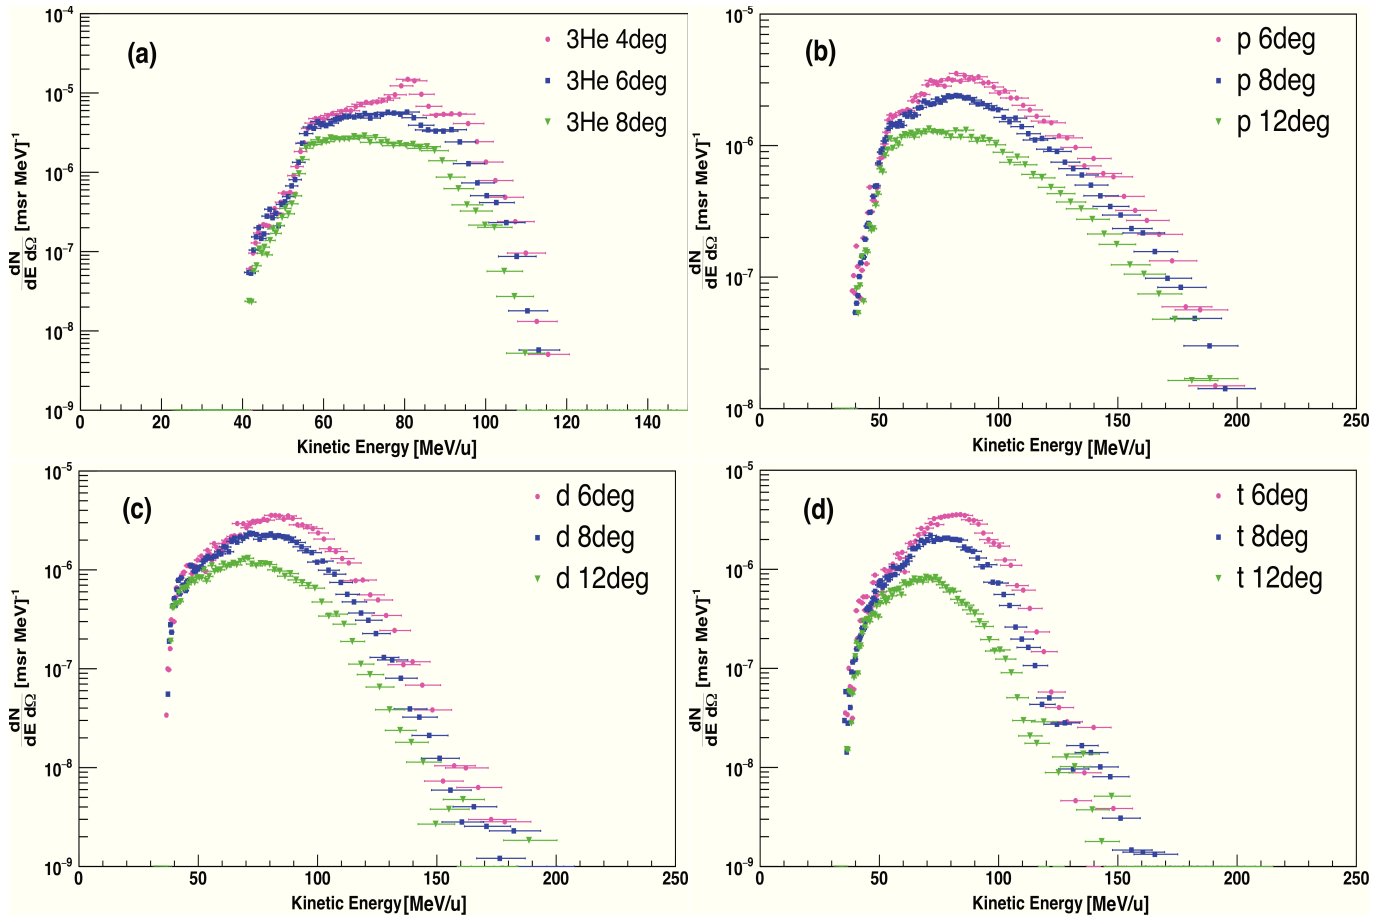 (a)
3He 4deg
3He 6deg
3He 8deg
10⁻⁴
10⁻⁵
10⁻⁶
10⁻⁷
10⁻⁸
10⁻⁹
dN
dE dΩ [msr MeV]⁻¹
0 20 40 60 80 100 120 140
Kinetic Energy [MeV/u]
(b)
p 6deg
p 8deg
p 12deg
10⁻⁵
10⁻⁶
10⁻⁷
10⁻⁸
dN
dE dΩ [msr MeV]⁻¹
0 50 100 150 200 250
Kinetic Energy [MeV/u]
(c)
d 6deg
d 8deg
d 12deg
10⁻⁵
10⁻⁶
10⁻⁷
10⁻⁸
10⁻⁹
dN
dE dΩ [msr MeV]⁻¹
0 50 100 150 200 250
Kinetic Energy [MeV/u]
(d)
t 6deg
t 8deg
t 12deg
10⁻⁵
10⁻⁶
10⁻⁷
10⁻⁸
10⁻⁹
dN
dE dΩ [msr MeV]⁻¹
0 50 100 150 200 250
Kinetic Energy [MeV/u]